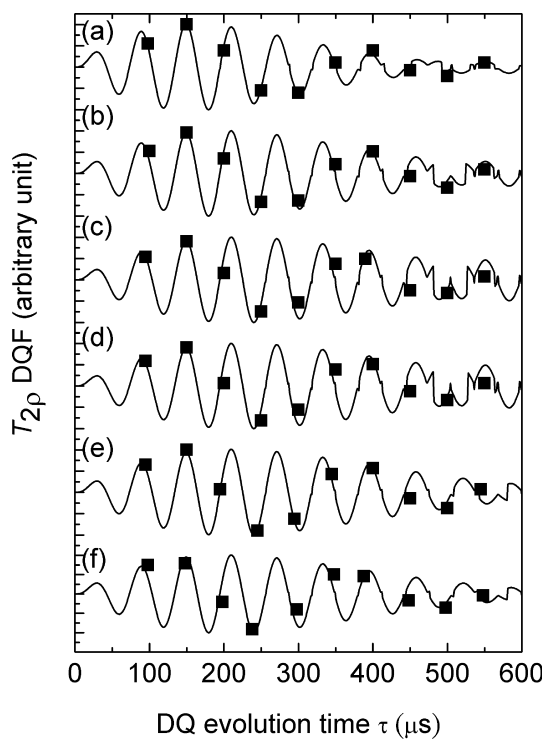 (a)
(b)
(c)
(d)
(e)
(f)
T2ρ DQF (arbitrary unit)
0 100 200 300 400 500 600
DQ evolution time τ (μs)